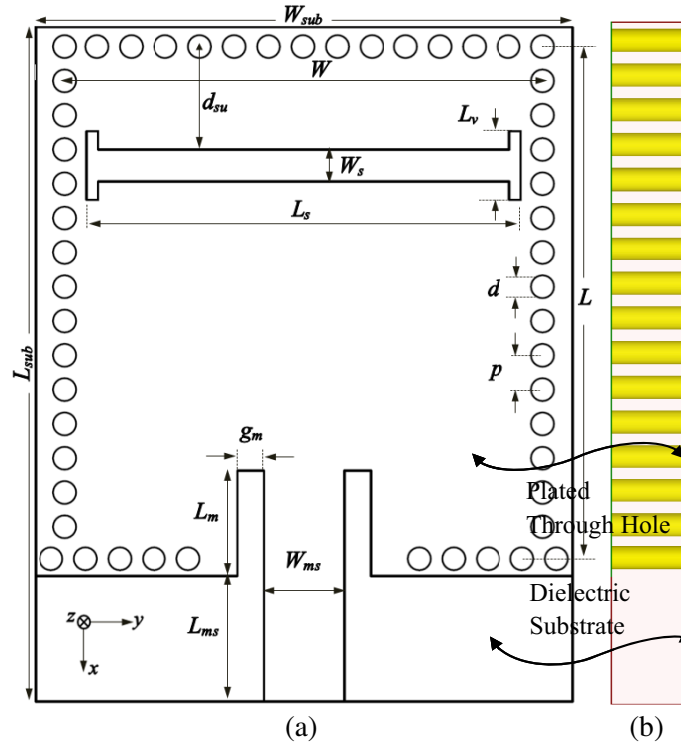 W_sub
W
d_su
L_v
W_s
L_s
d
L
p
L_sub
g_m
L_m
Plated
Through Hole
W_ms
Dielectric
Substrate
L_ms
z
y
x
(a)
(b)